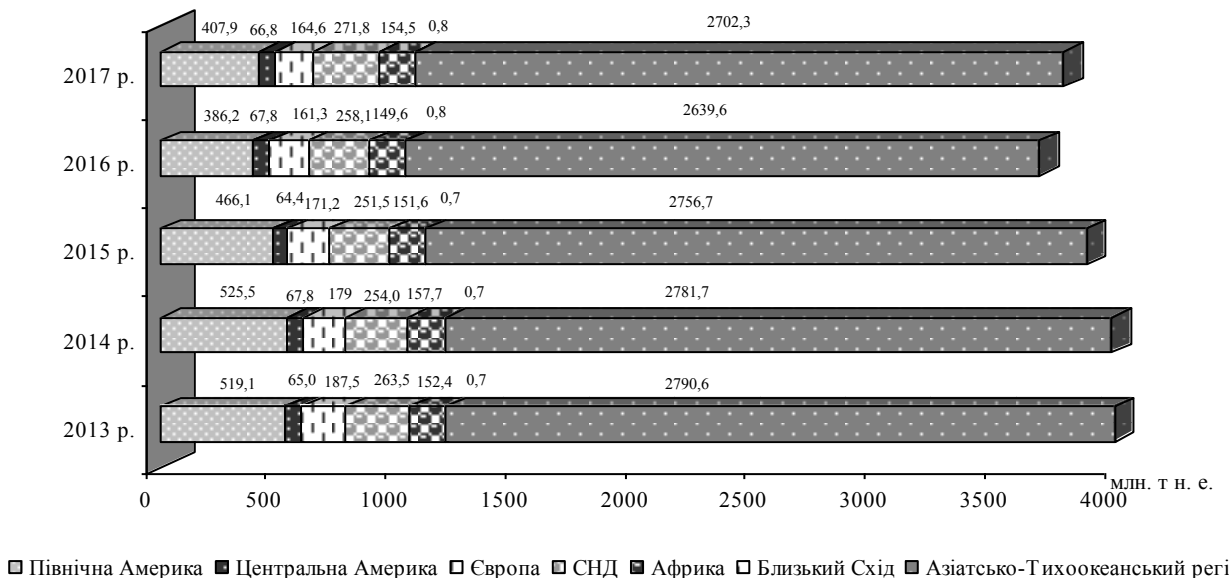 407,9 66,8 164,6 271,8 154,5 0,8 2702,3
2017 р.
386,2 67,8 161,3 258,1 149,6 0,8 2639,6
2016 р.
466,1 64,4 171,2 251,5 151,6 0,7 2756,7
2015 р.
525,5 67,8 179 254,0 157,7 0,7 2781,7
2014 р.
519,1 65,0 187,5 263,5 152,4 0,7 2790,6
2013 р.
0 500 1000 1500 2000 2500 3000 3500 4000 млн. т н. е.
Північна Америка Центральна Америка Європа СНД Африка Близький Схід Азіатсько-Тихоокеанський регі